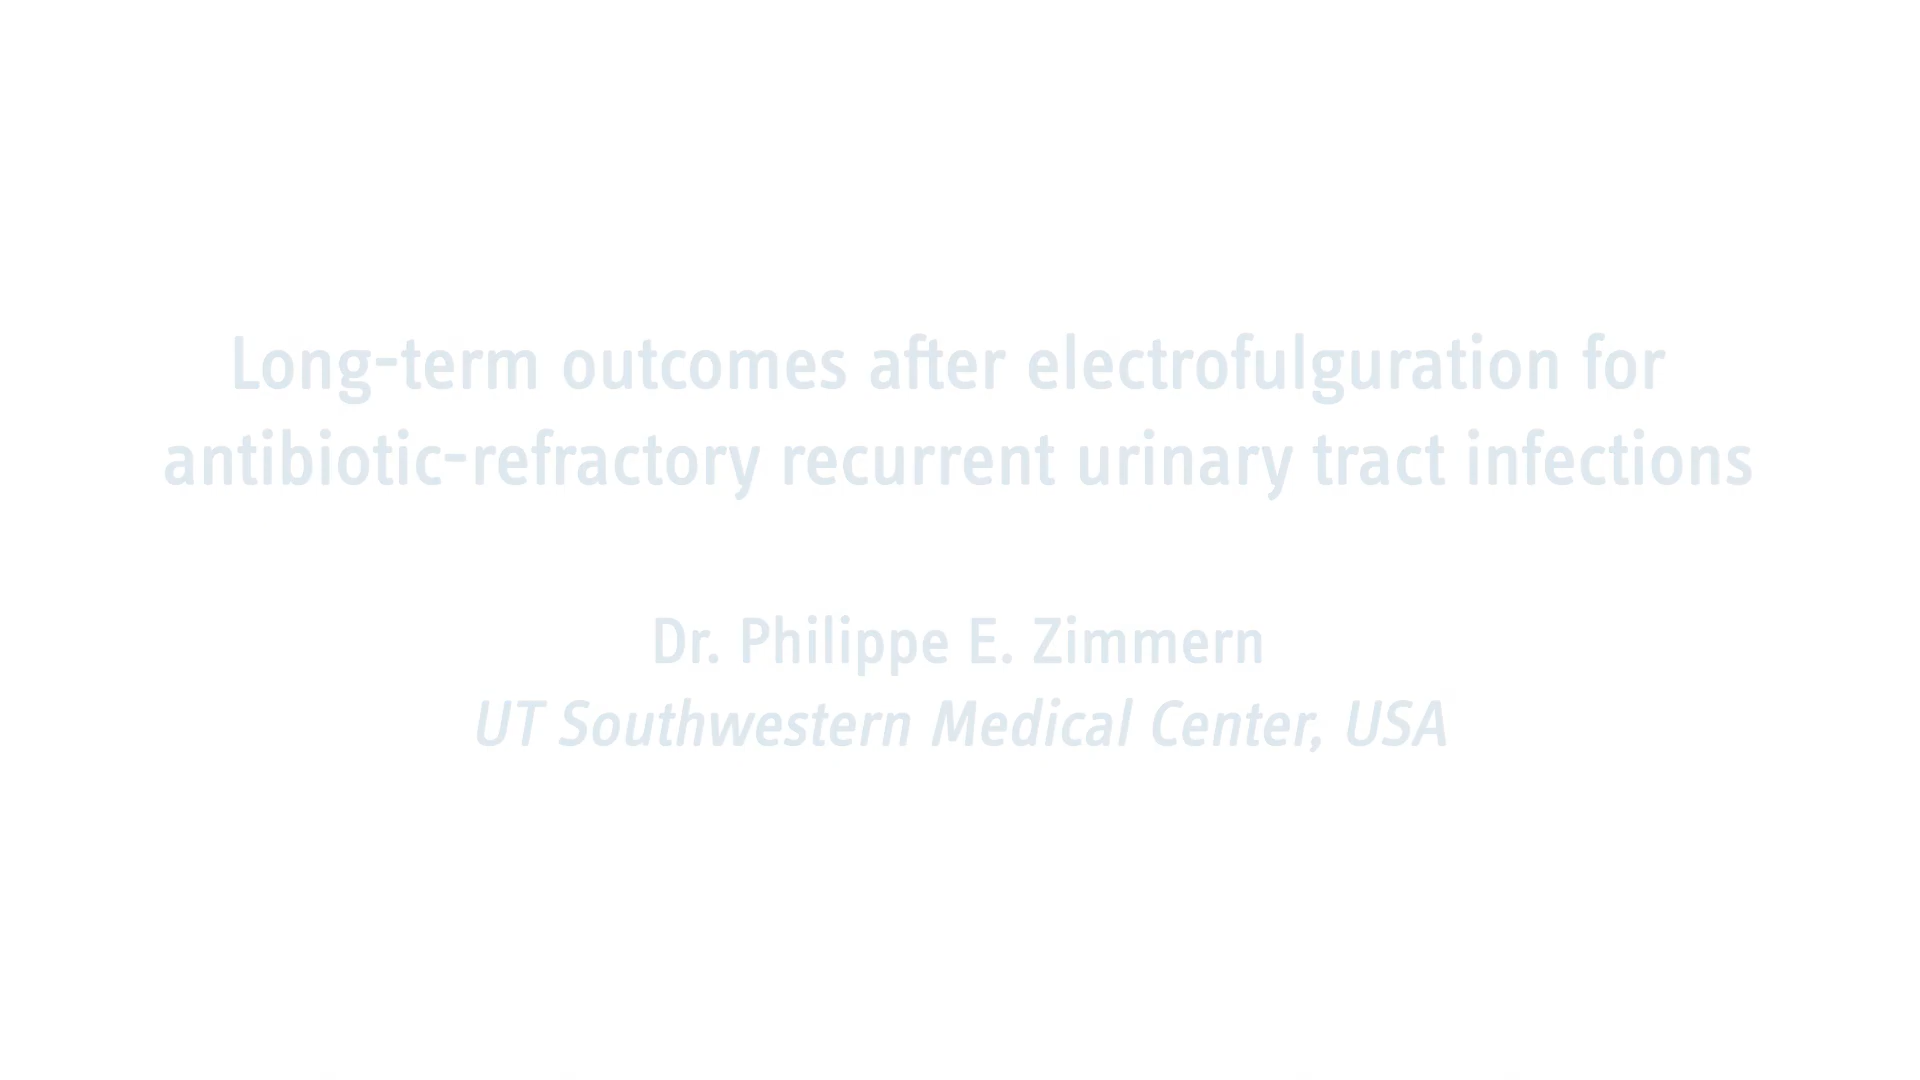 Long-term outcomes after electrofulguration for
antibiotic-refractory recurrent urinary tract infections
Dr. Philippe E. Zimmern
UT Southwestern Medical Center, USA